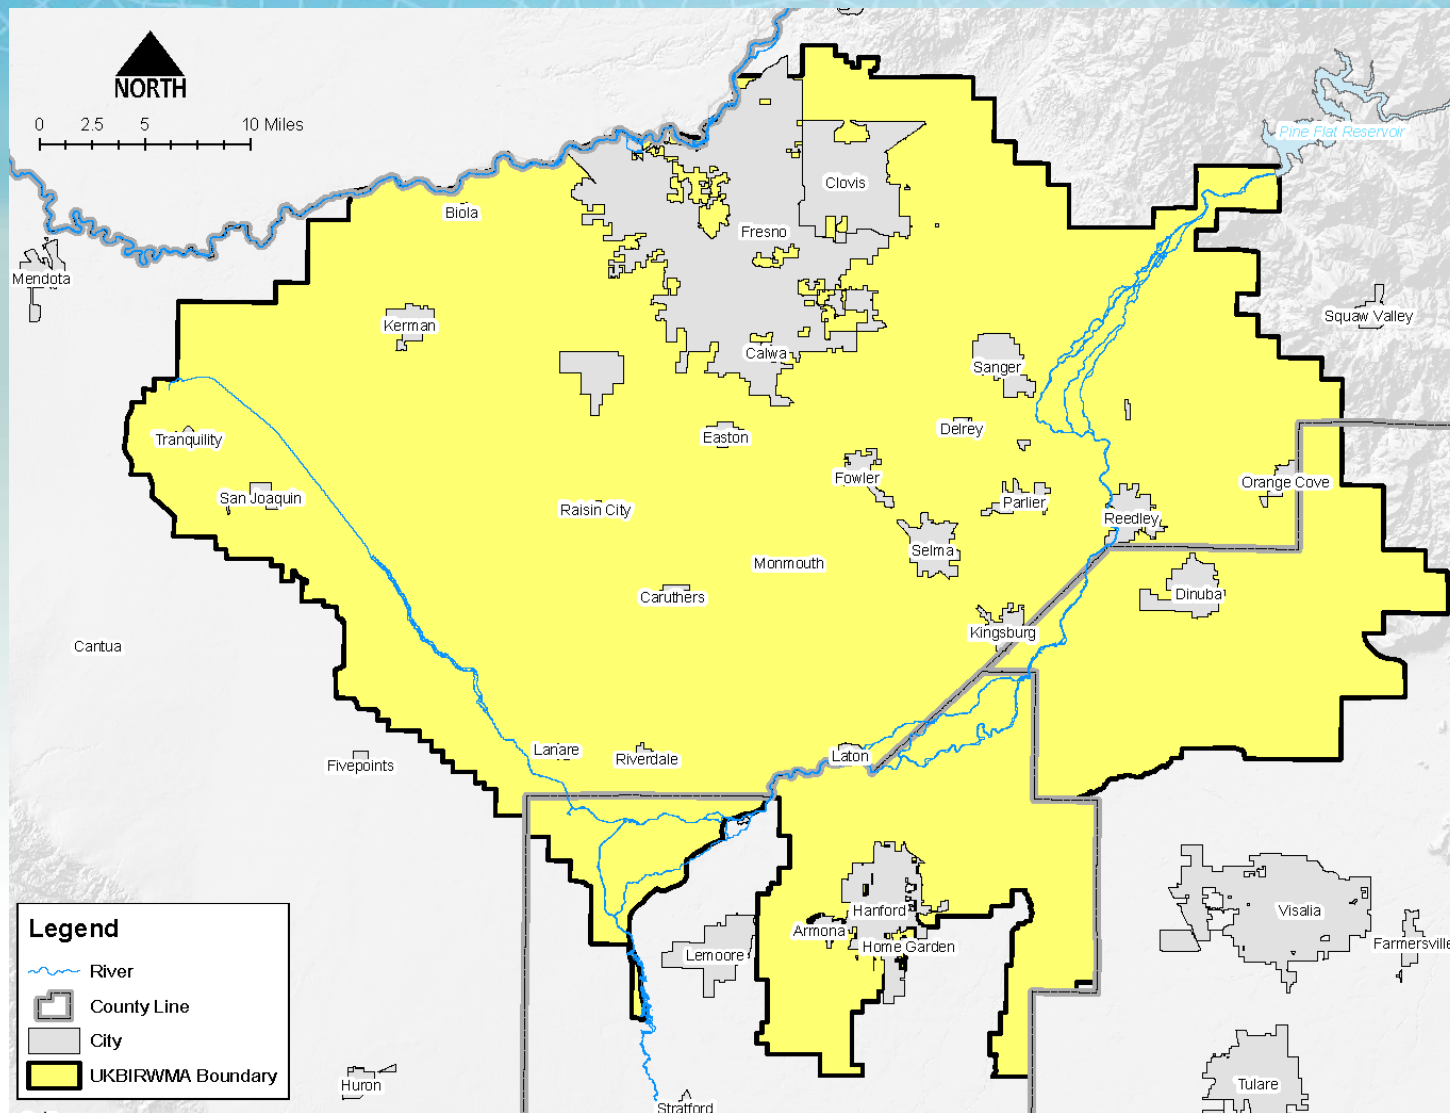 NORTH
0 2.5 5 10 Miles
Pine Flat Reservoir
Clovis
Biola
Fresno
Mendota
Squaw Valley
Kerman
Calwa
Sanger
Tranquility
Easton
Delrey
Fowler
Orange Cove
San Joaquin
Parlier
Raisin City
Reedley
Selma
Monmouth
Caruthers
Dinuba
Kingsburg
Cantua
Lanare
Riverdale
Laton
Fivepoints
Hanford
Visalia
Armona
Home Garden
Farmersville
Lemoore
Huron
Tulare
Stratford
Legend
River
County Line
City
UKBIRWMA Boundary